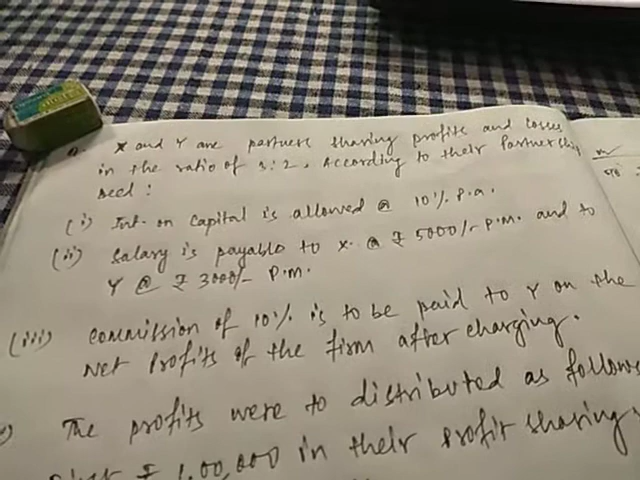 X and Y are partners sharing profits and losses
in the ratio of 3:2. According to their Partnership
Deed:
(i) Int. on Capital is allowed @ 10% P.a.
(ii) Salary is payable to X @ ₹ 5000/- P.M. and to
Y @ ₹ 3000/- P.M.
(iii) Commission of 10% is to be paid to Y on the
Net Profits of the firm after charging.
The profits were to distributed as follows
First ₹ 1,00,000 in their profit sharing